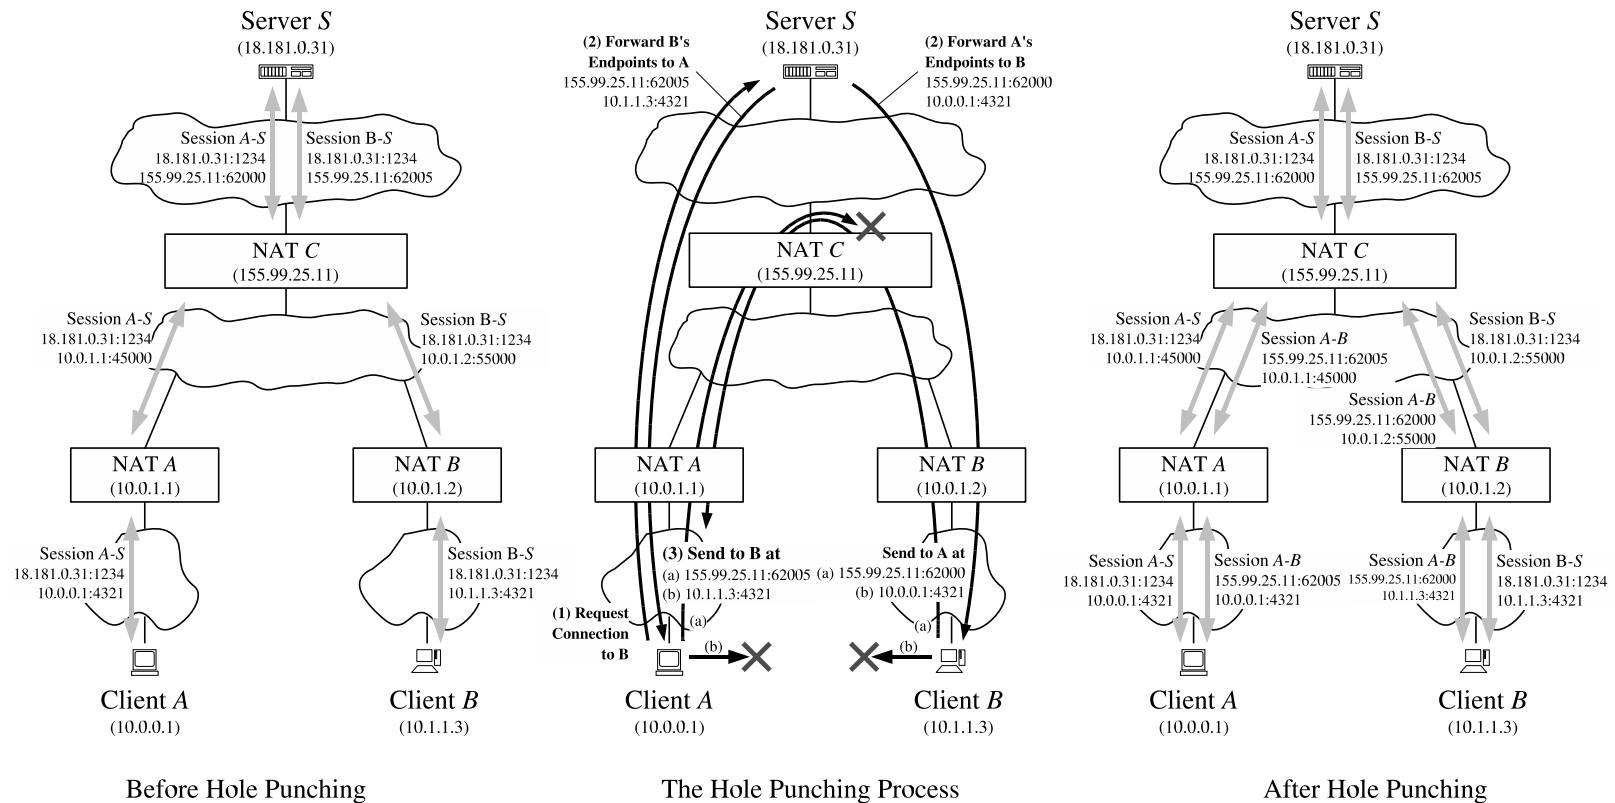 Server S
(18.181.0.31)
Session A-S
18.181.0.31:1234
155.99.25.11:62000
Session B-S
18.181.0.31:1234
155.99.25.11:62005
NAT C
(155.99.25.11)
Session A-S
18.181.0.31:1234
10.0.1.1:45000
Session B-S
18.181.0.31:1234
10.0.1.2:55000
NAT A
(10.0.1.1)
NAT B
(10.0.1.2)
Session A-S
18.181.0.31:1234
10.0.0.1:4321
Session B-S
18.181.0.31:1234
10.1.1.3:4321
Client A
(10.0.0.1)
Client B
(10.1.1.3)
Before Hole Punching
Server S
(18.181.0.31)
(2) Forward B's
Endpoints to A
155.99.25.11:62005
10.1.1.3:4321
(2) Forward A's
Endpoints to B
155.99.25.11:62000
10.0.0.1:4321
NAT C
(155.99.25.11)
NAT A
(10.0.1.1)
NAT B
(10.0.1.2)
(3) Send to B at
(a) 155.99.25.11:62005
(b) 10.1.1.3:4321
Send to A at
(a) 155.99.25.11:62000
(b) 10.0.0.1:4321
(1) Request
Connection
to B
(a)
(b)
(a)
(b)
Client A
(10.0.0.1)
Client B
(10.1.1.3)
The Hole Punching Process
Server S
(18.181.0.31)
Session A-S
18.181.0.31:1234
155.99.25.11:62000
Session B-S
18.181.0.31:1234
155.99.25.11:62005
NAT C
(155.99.25.11)
Session A-S
18.181.0.31:1234
10.0.1.1:45000
Session A-B
155.99.25.11:62005
10.0.1.1:45000
Session B-S
18.181.0.31:1234
10.0.1.2:55000
Session A-B
155.99.25.11:62000
10.0.1.2:55000
NAT A
(10.0.1.1)
NAT B
(10.0.1.2)
Session A-S
18.181.0.31:1234
10.0.0.1:4321
Session A-B
155.99.25.11:62005
10.0.0.1:4321
Session A-B
155.99.25.11:62000
10.1.1.3:4321
Session B-S
18.181.0.31:1234
10.1.1.3:4321
Client A
(10.0.0.1)
Client B
(10.1.1.3)
After Hole Punching